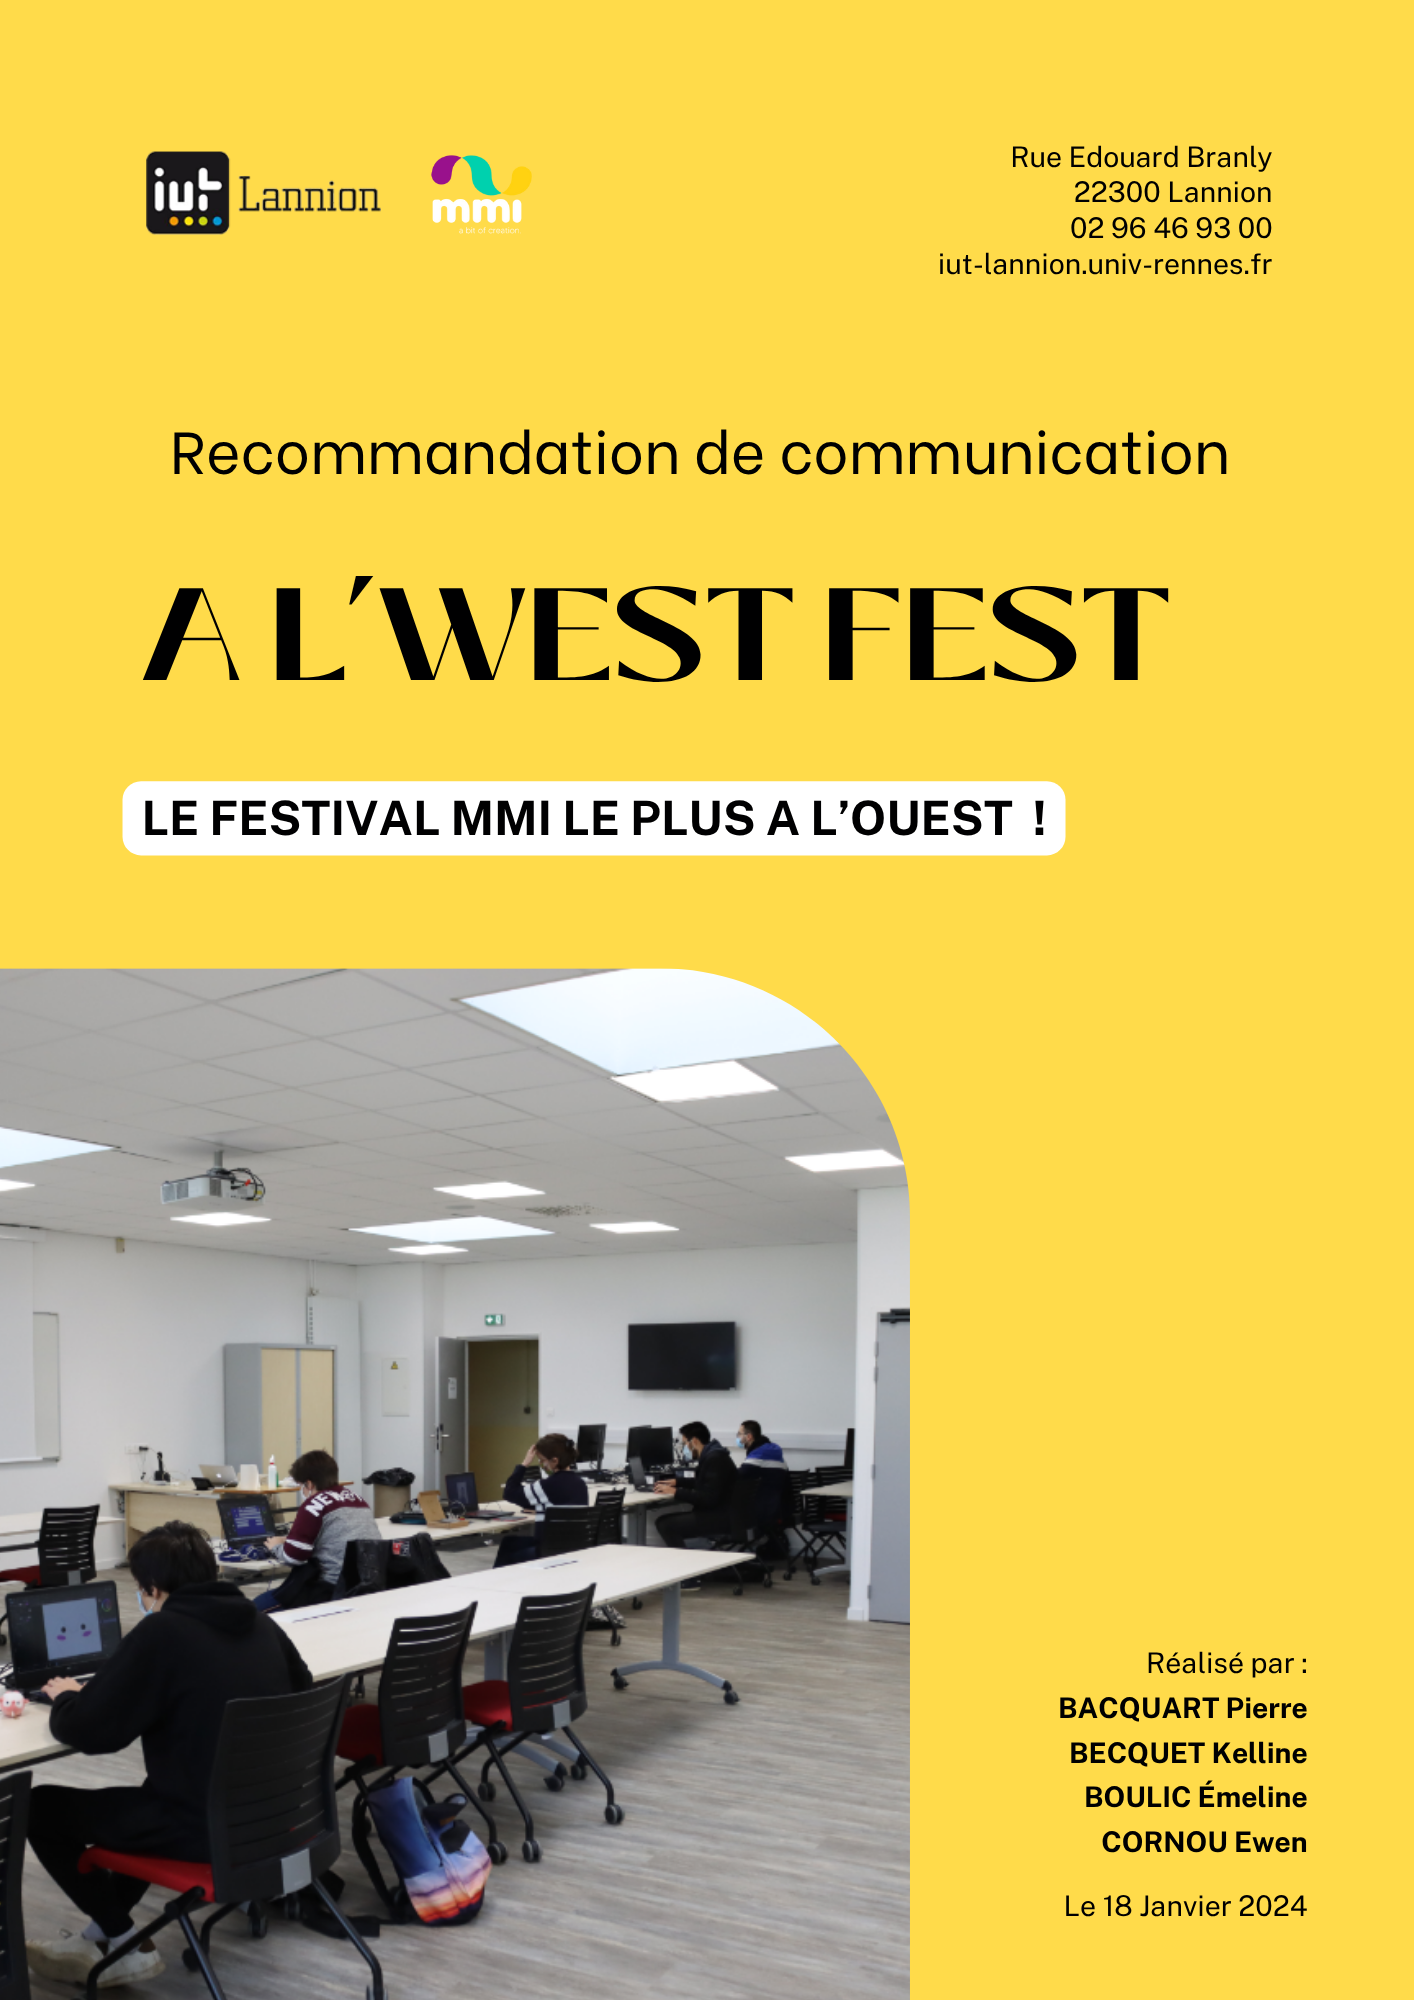 iut Lannion
mmi
a bit of creation
Rue Edouard Branly
22300 Lannion
02 96 46 93 00
iut-lannion.univ-rennes.fr
Recommandation de communication
A L'WEST FEST
LE FESTIVAL MMI LE PLUS A L’OUEST !
NEW
Réalisé par :
BACQUART Pierre
BECQUET Kelline
BOULIC Émeline
CORNOU Ewen
Le 18 Janvier 2024